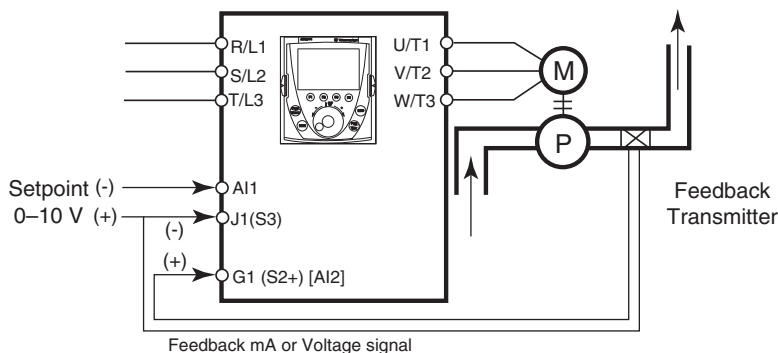 R/L1
S/L2
T/L3
U/T1
V/T2
W/T3
M
P
Setpoint (-)
0–10 V (+)
(-)
(+)
AI1
J1(S3)
G1 (S2+) [AI2]
Feedback
Transmitter
Feedback mA or Voltage signal